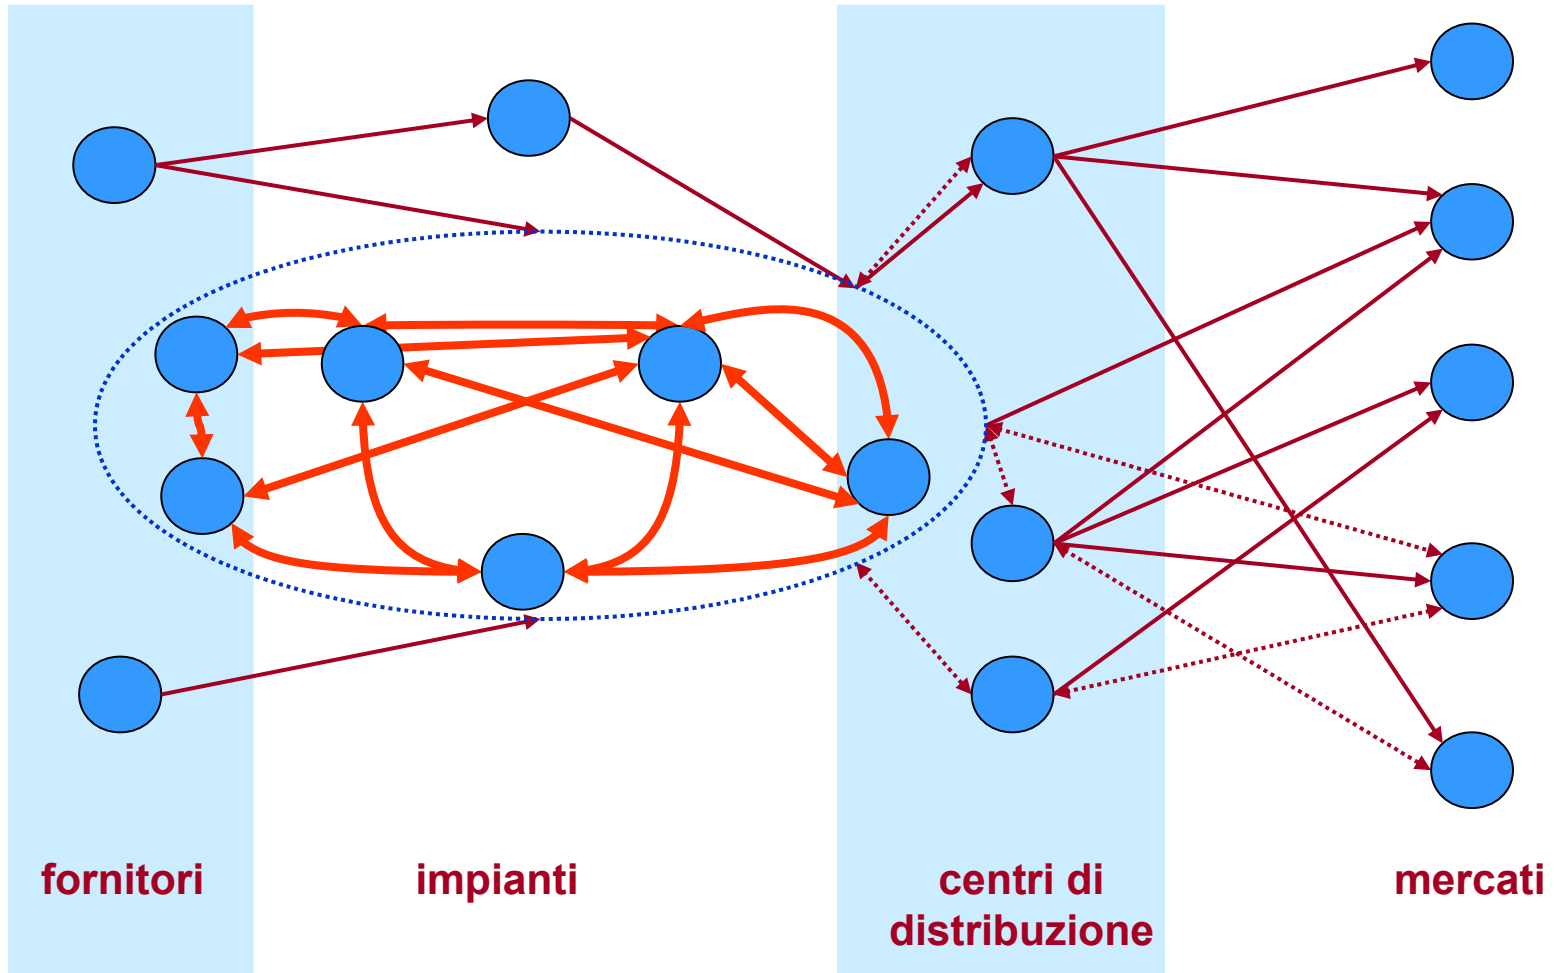 fornitori
impianti
centri di
distribuzione
mercati